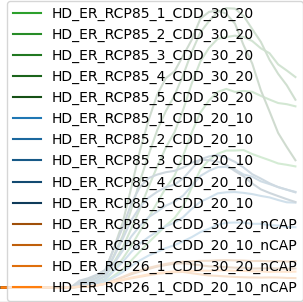 HD_ER_RCP85_1_CDD_30_20
HD_ER_RCP85_2_CDD_30_20
HD_ER_RCP85_3_CDD_30_20
HD_ER_RCP85_4_CDD_30_20
HD_ER_RCP85_5_CDD_30_20
HD_ER_RCP85_1_CDD_20_10
HD_ER_RCP85_2_CDD_20_10
HD_ER_RCP85_3_CDD_20_10
HD_ER_RCP85_4_CDD_20_10
HD_ER_RCP85_5_CDD_20_10
HD_ER_RCP85_1_CDD_30_20_nCAP
HD_ER_RCP85_1_CDD_20_10_nCAP
HD_ER_RCP26_1_CDD_30_20_nCAP
HD_ER_RCP26_1_CDD_20_10_nCAP